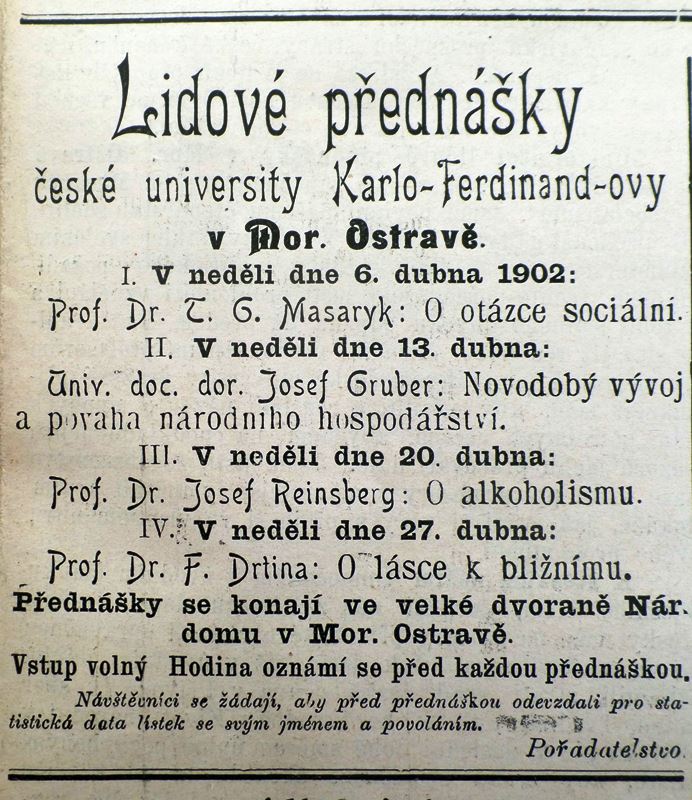 Lidové přednášky
české university Karlo-Ferdinand-ovy
v Mor. Ostravě.
I. V neděli dne 6. dubna 1902:
Prof. Dr. T. G. Masaryk: O otázce sociální.
II. V neděli dne 13. dubna:
Univ. doc. dor. Josef Gruber: Novodobý vývoj
a povaha národního hospodářství.
III. V neděli dne 20. dubna:
Prof. Dr. Josef Reinsberg: O alkoholismu.
IV. V neděli dne 27. dubna:
Prof. Dr. F. Drtina: O lásce k bližnímu.
Přednášky se konají ve velké dvoraně Nár.
domu v Mor. Ostravě.
Vstup volný Hodina oznámí se před každou přednáškou.
Návštěvníci se žádají, aby před přednáškou odevzdali pro sta-
tistická data lístek se svým jménem a povoláním.
Pořadatelstvo.